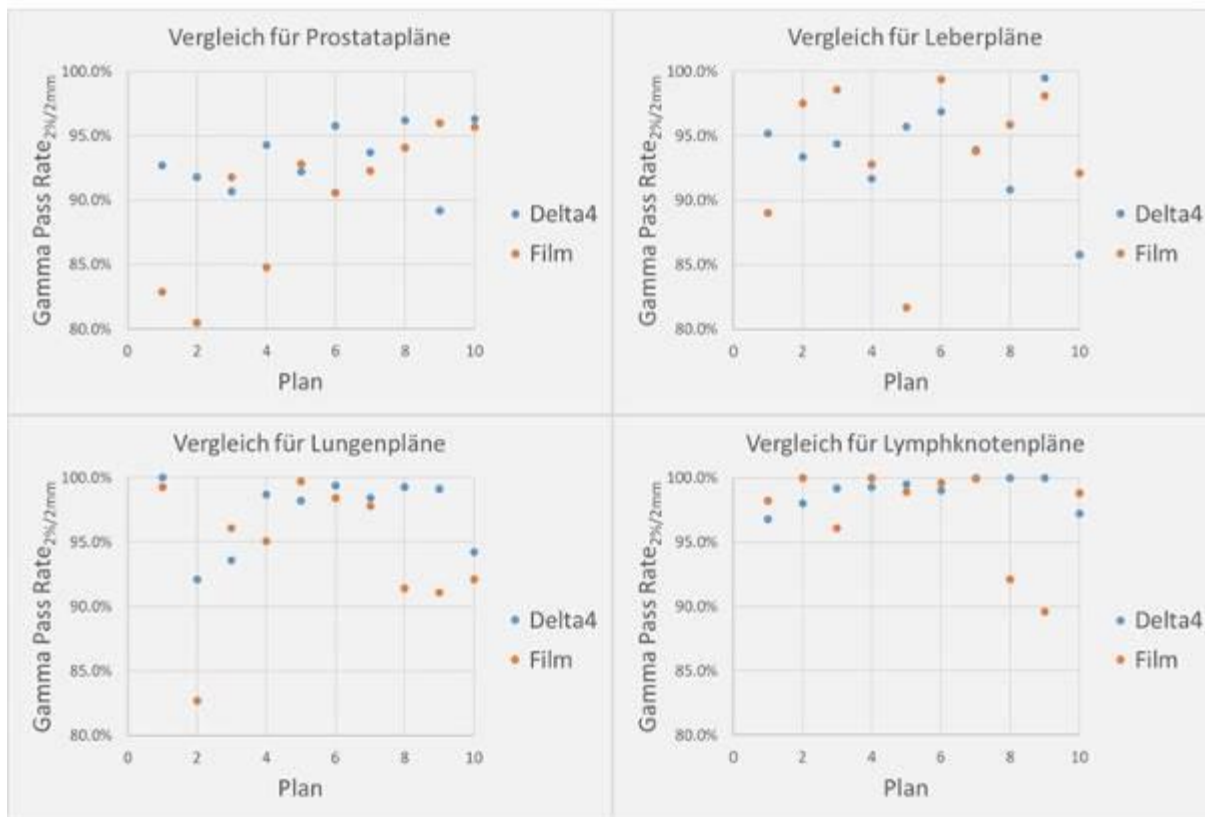 Vergleich für Prostatapläne
Gamma Pass Rate2%/2mm
100.0%
95.0%
90.0%
85.0%
80.0%
0 2 4 6 8 10
Plan
Delta4
Film
Vergleich für Leberpläne
Gamma Pass Rate2%/2mm
100.0%
95.0%
90.0%
85.0%
80.0%
0 2 4 6 8 10
Plan
Delta4
Film
Vergleich für Lungenpläne
Gamma Pass Rate2%/2mm
100.0%
95.0%
90.0%
85.0%
80.0%
0 2 4 6 8 10
Plan
Delta4
Film
Vergleich für Lymphknotenpläne
Gamma Pass Rate2%/2mm
100.0%
95.0%
90.0%
85.0%
80.0%
0 2 4 6 8 10
Plan
Delta4
Film